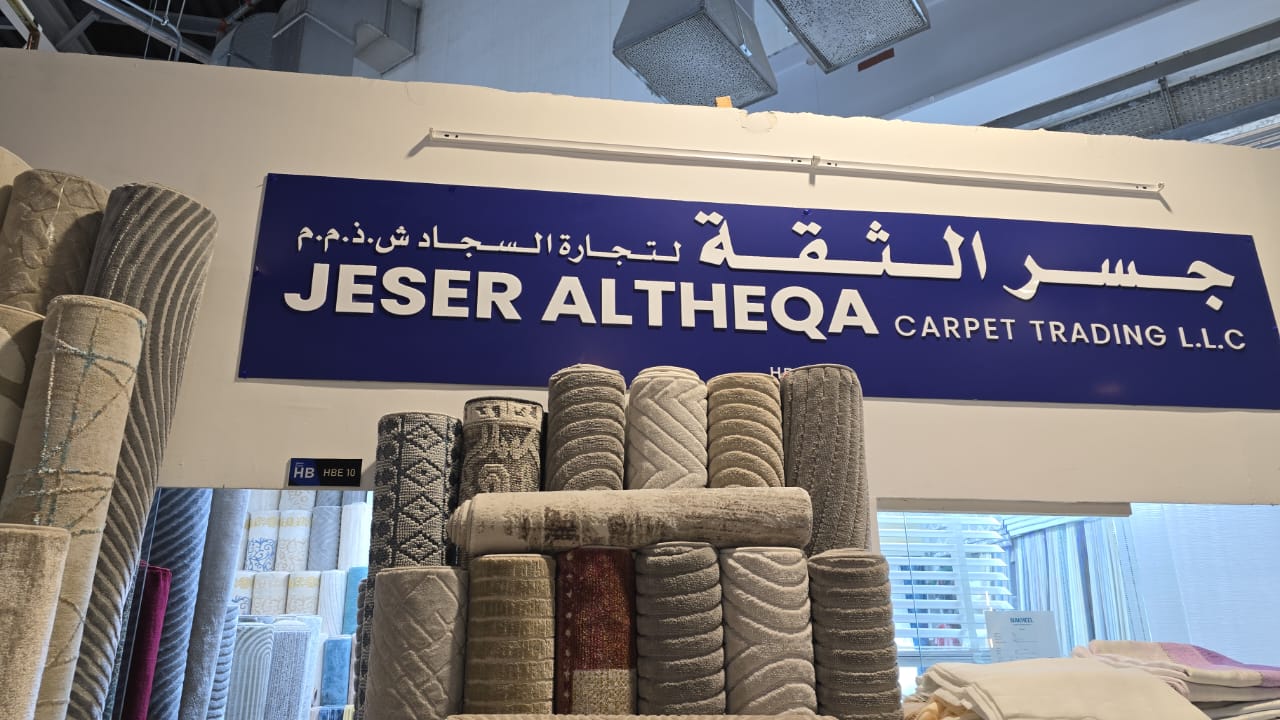 جسر الثقة لتجارة السجاد ش.ذ.م.م
JESER ALTHEQA CARPET TRADING L.L.C
HB HBE 10